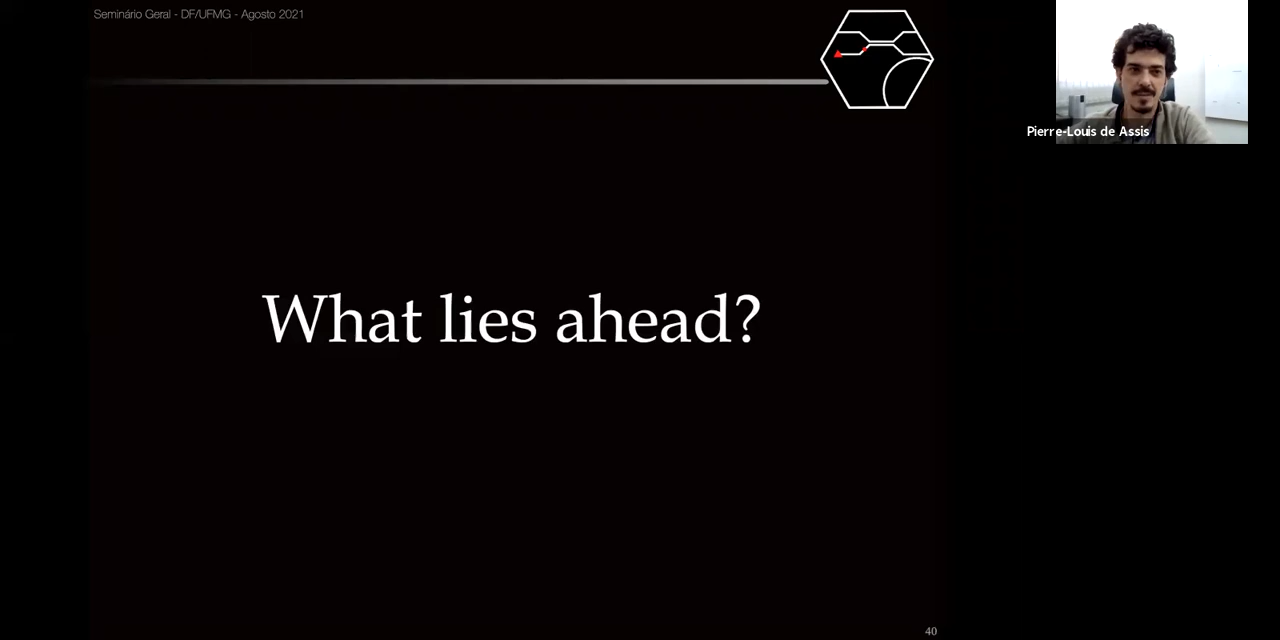 Seminário Geral - DF/UFMG - Agosto 2021
Pierre-Louis de Assis
What lies ahead?
40